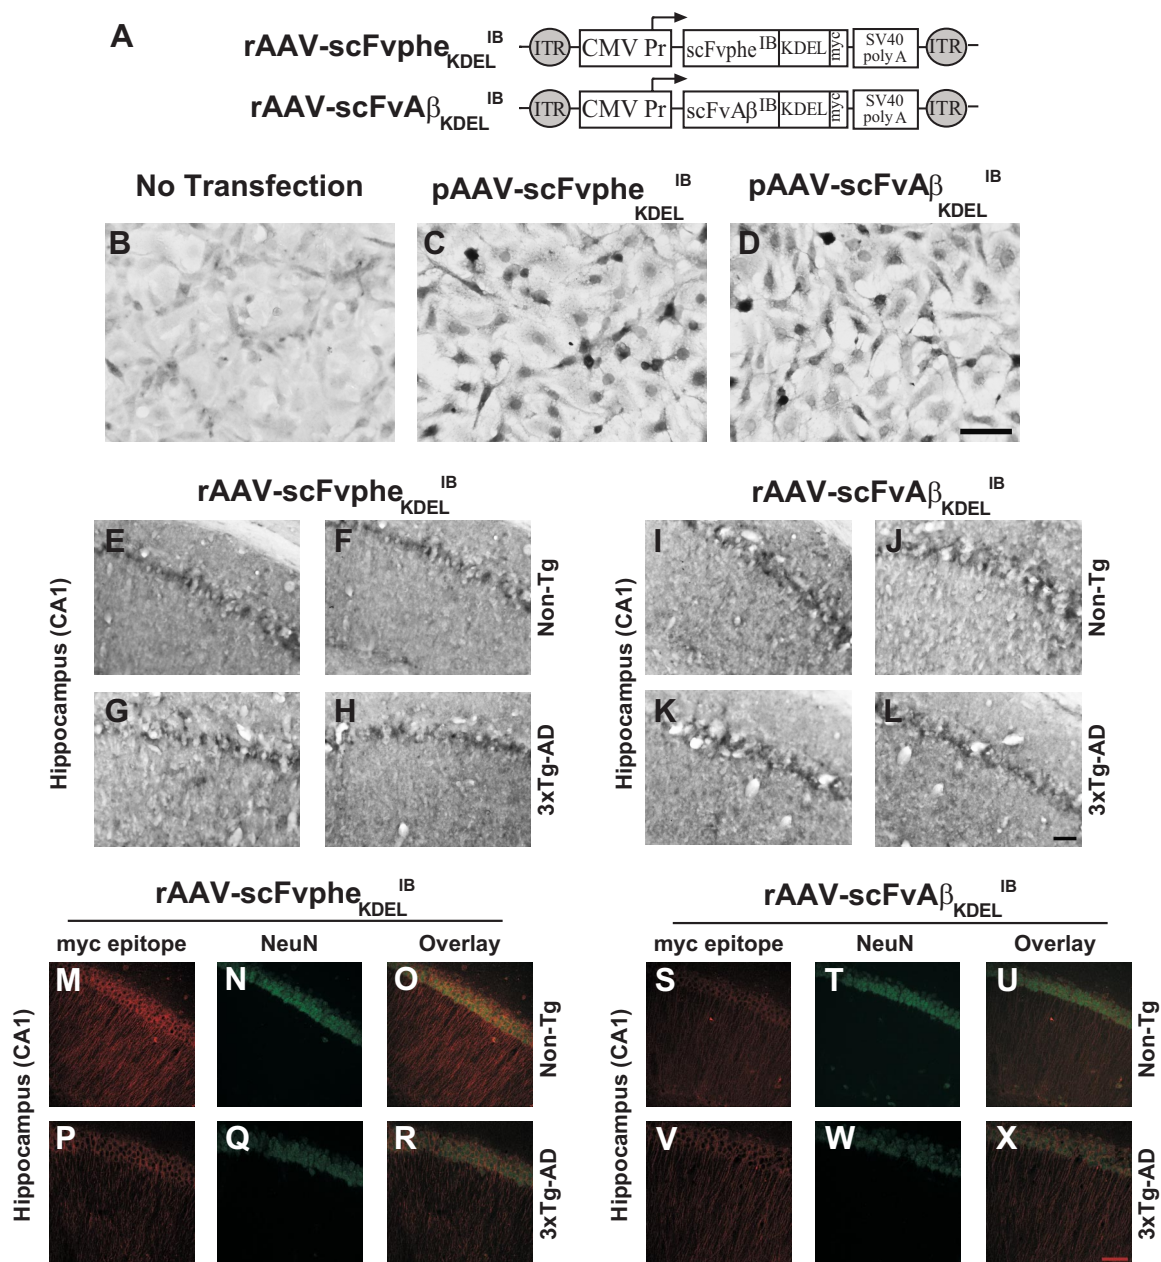 A
rAAV-scFvphe KDEL IB
ITR CMV Pr scFvphe IB KDEL myc SV40 poly A ITR
rAAV-scFvAβ KDEL IB
ITR CMV Pr scFvAβ IB KDEL myc SV40 poly A ITR
No Transfection
pAAV-scFvphe KDEL IB
pAAV-scFvAβ KDEL IB
B C D
rAAV-scFvphe KDEL IB
rAAV-scFvAβ KDEL IB
Hippocampus (CA1)
E F
Non-Tg
G H
3xTg-AD
Hippocampus (CA1)
I J
Non-Tg
K L
3xTg-AD
rAAV-scFvphe KDEL IB
myc epitope NeuN Overlay
Hippocampus (CA1)
M N O
Non-Tg
P Q R
3xTg-AD
rAAV-scFvAβ KDEL IB
myc epitope NeuN Overlay
Hippocampus (CA1)
S T U
Non-Tg
V W X
3xTg-AD